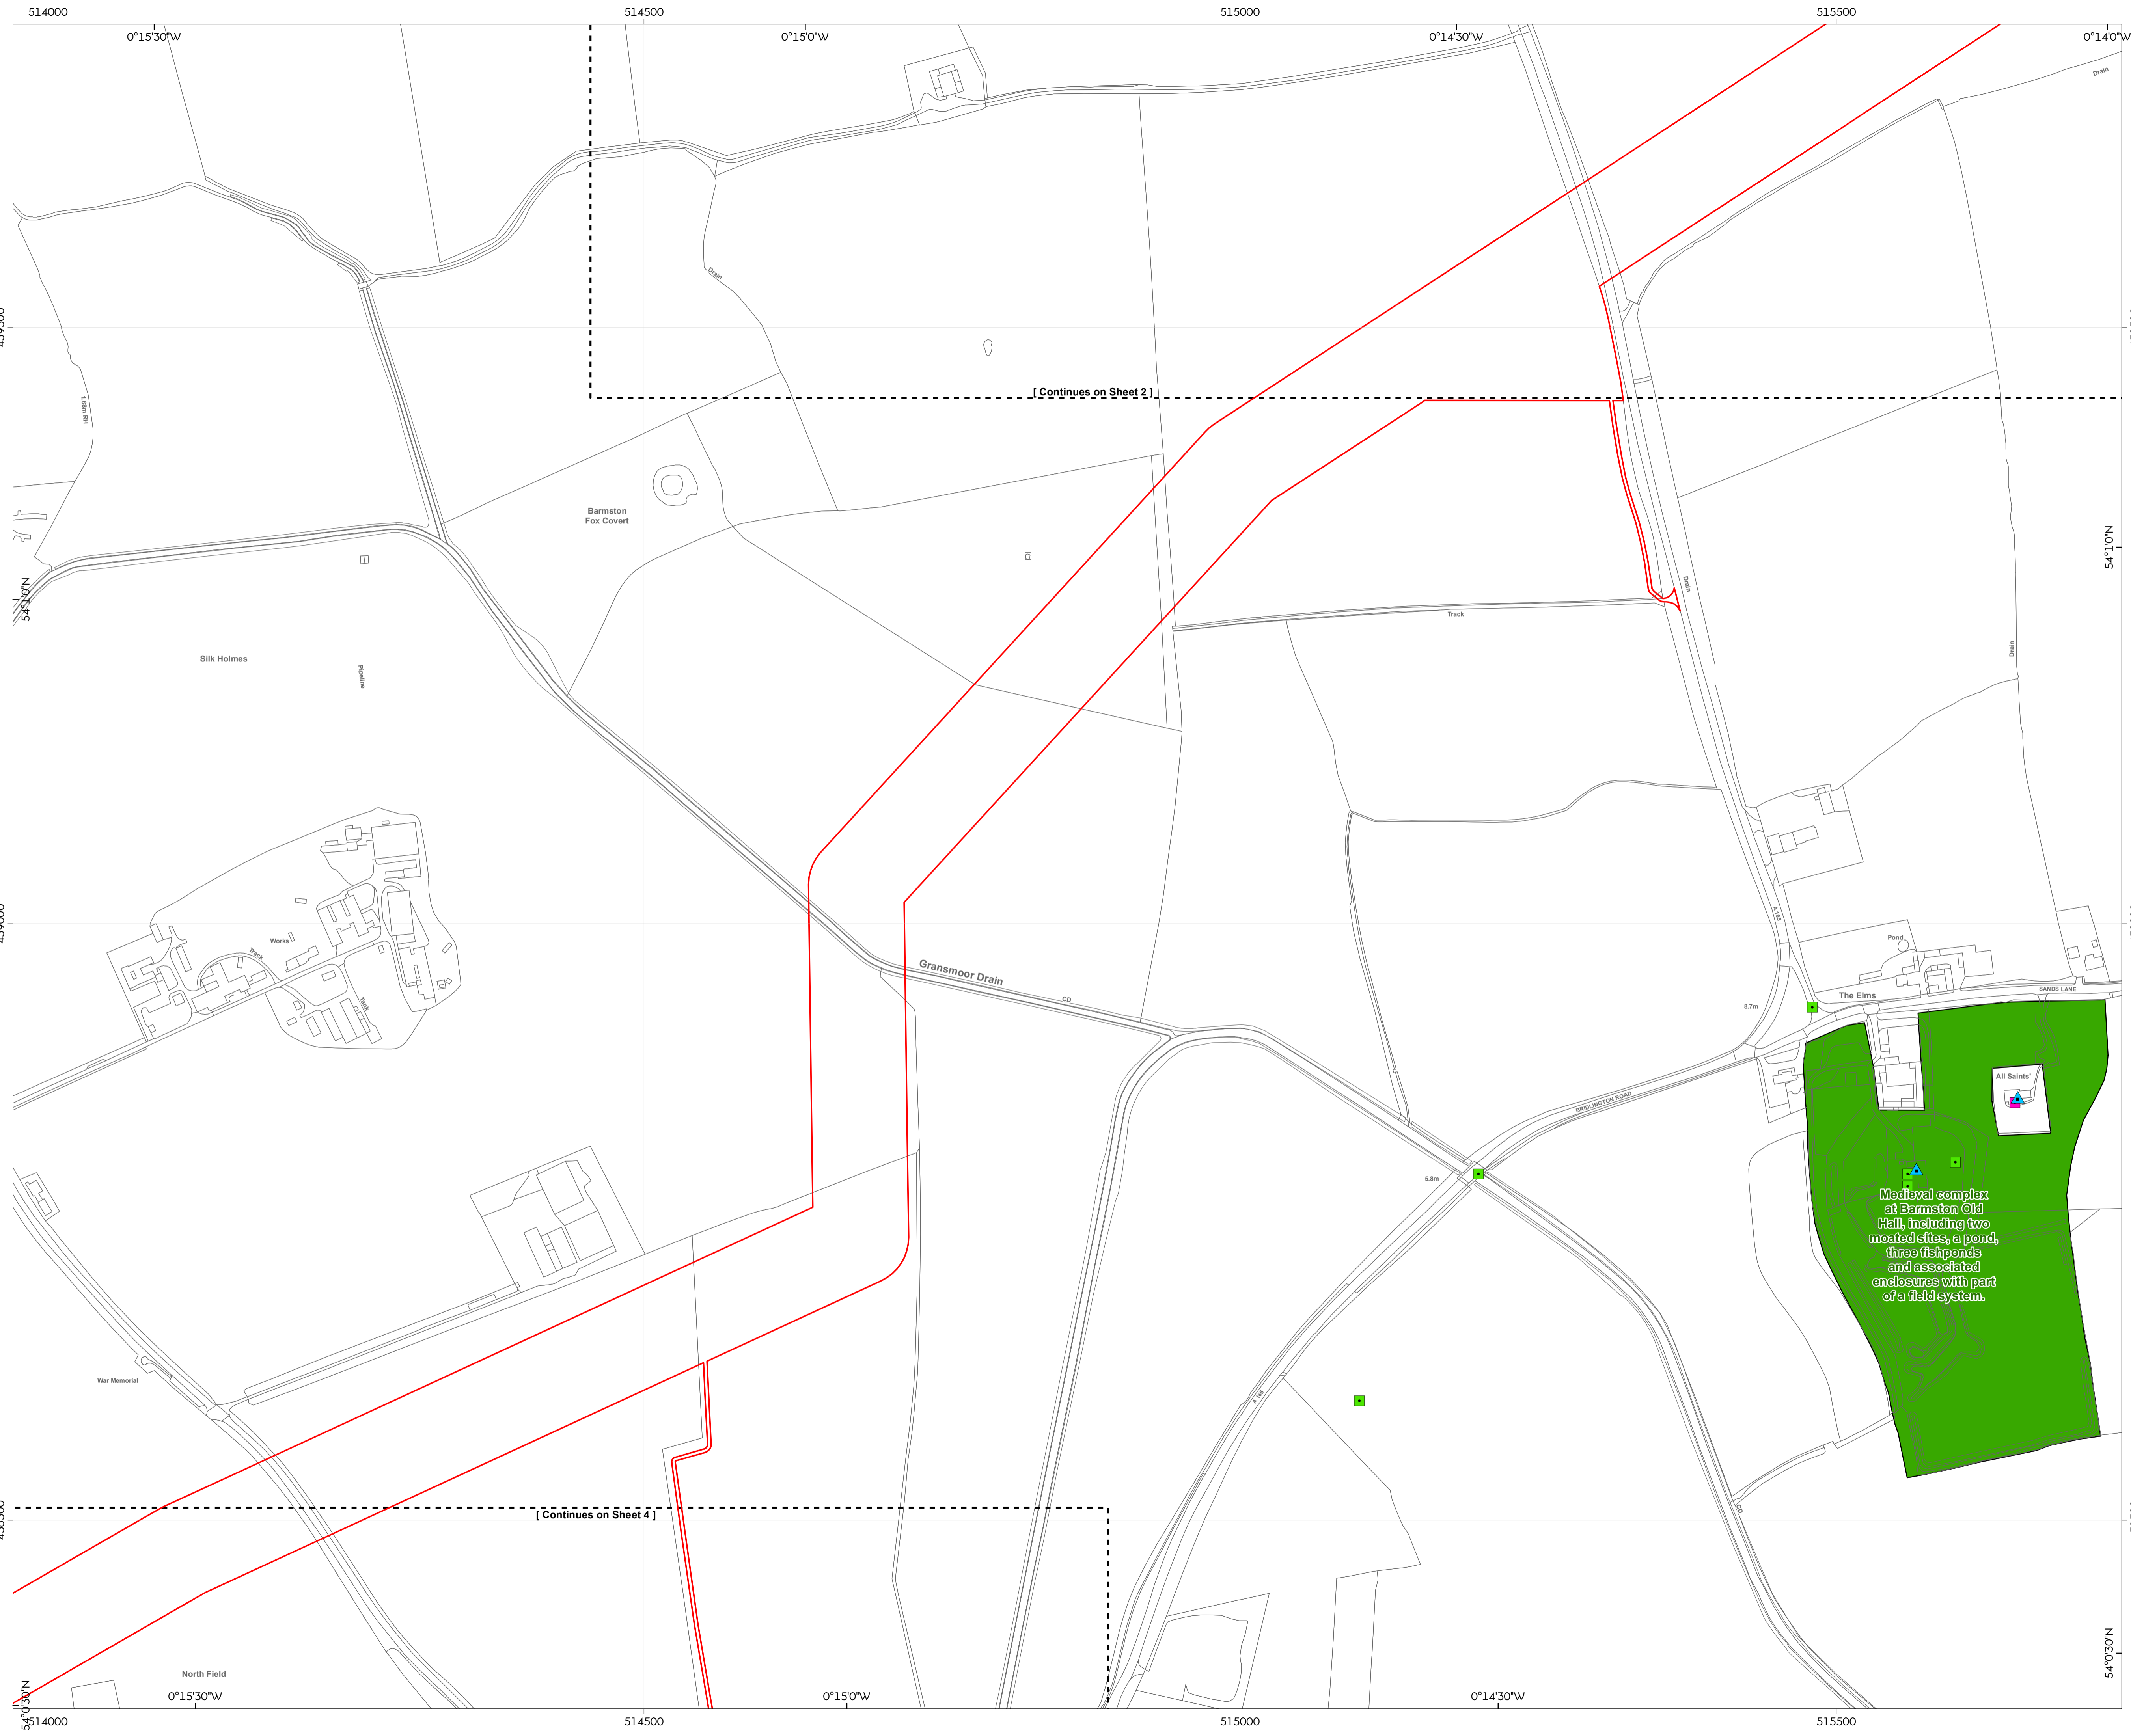 514000 514500 515000 515500
0°15'30"W 0°15'0"W 0°14'30"W 0°14'0"W
Drain
Drain
[ Continues on Sheet 2 ]
1.68m RH
Barmston
Fox Covert
54°1'0"N
54°1'0"N
Drain
Track
Drain
Silk Holmes
Pipeline
A 165
Works
Track
Tank
Pond
Gransmoor Drain
CD
The Elms
SANDS LANE
8.7m
All Saints'
BRIDLINGTON ROAD
5.8m
Medieval complex
at Barmston Old
Hall, including two
moated sites, a pond,
three fishponds
and associated
enclosures with part
of a field system.
War Memorial
A 165
[ Continues on Sheet 4 ]
CD
North Field
54°0'30"N
54°0'30"N
0°15'30"W 0°15'0"W 0°14'30"W
514000 514500 515000 515500